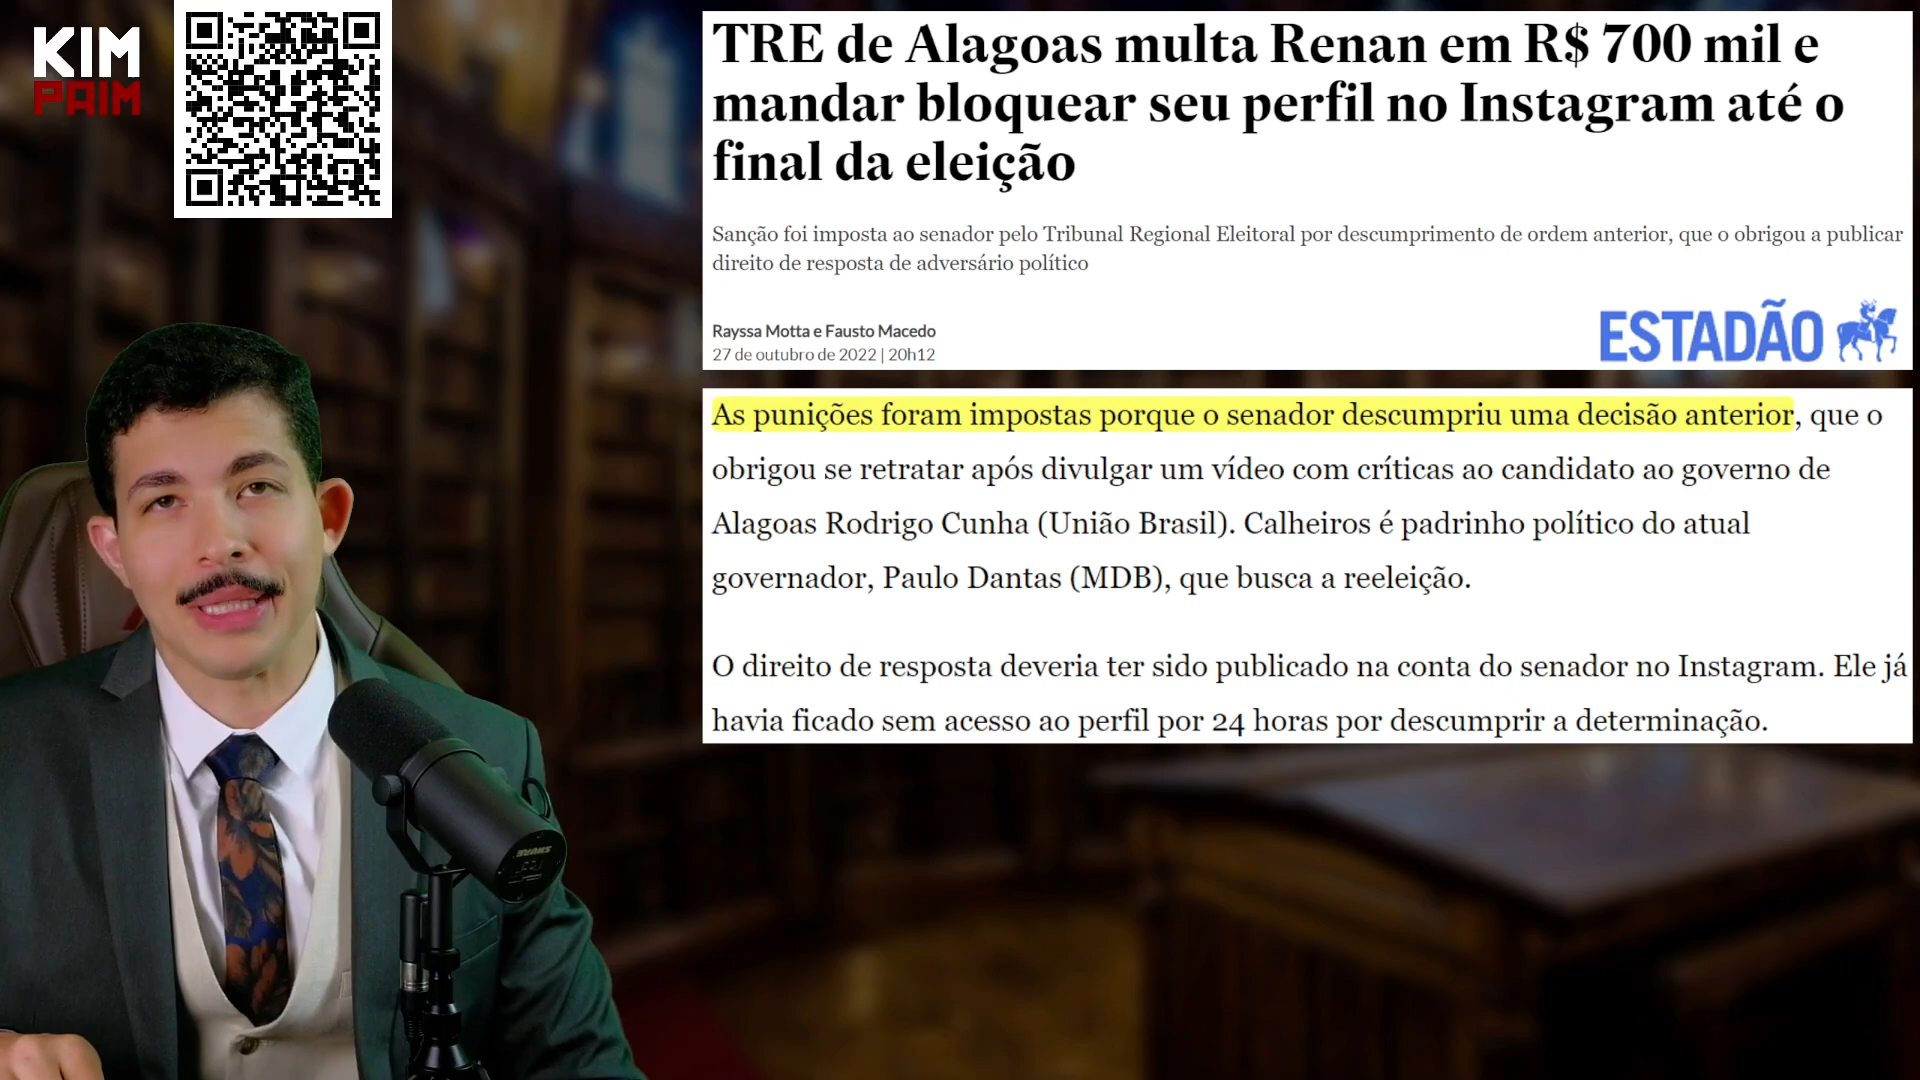 KIM
PAIM
TRE de Alagoas multa Renan em R$ 700 mil e
mandar bloquear seu perfil no Instagram até o
final da eleição
Sanção foi imposta ao senador pelo Tribunal Regional Eleitoral por descumprimento de ordem anterior, que o obrigou a publicar
direito de resposta de adversário político
Rayssa Motta e Fausto Macedo
27 de outubro de 2022 | 20h12
ESTADÃO
As punições foram impostas porque o senador descumpriu uma decisão anterior, que o
obrigou se retratar após divulgar um vídeo com críticas ao candidato ao governo de
Alagoas Rodrigo Cunha (União Brasil). Calheiros é padrinho político do atual
governador, Paulo Dantas (MDB), que busca a reeleição.
O direito de resposta deveria ter sido publicado na conta do senador no Instagram. Ele já
havia ficado sem acesso ao perfil por 24 horas por descumprir a determinação.
SHURE